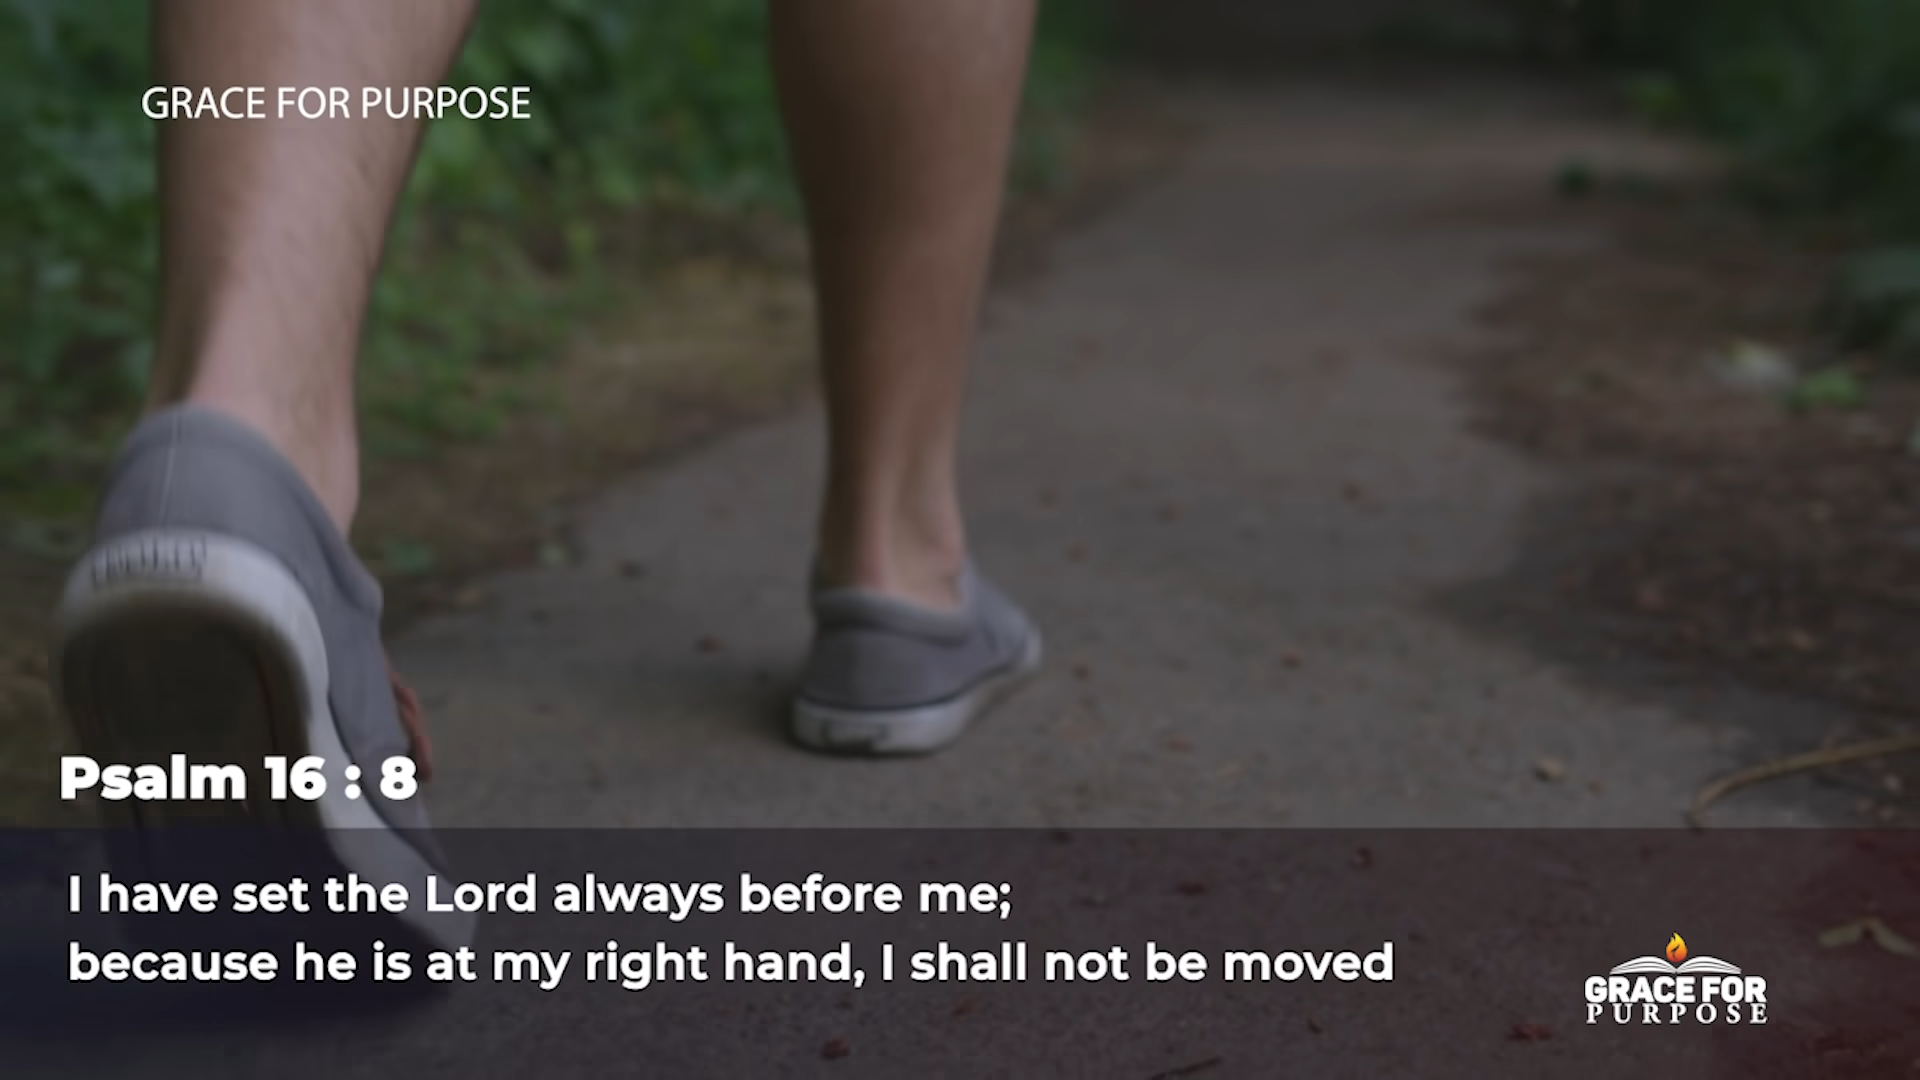 GRACE FOR PURPOSE
Psalm 16 : 8
I have set the Lord always before me;
because he is at my right hand, I shall not be moved
GRACE FOR
PURPOSE